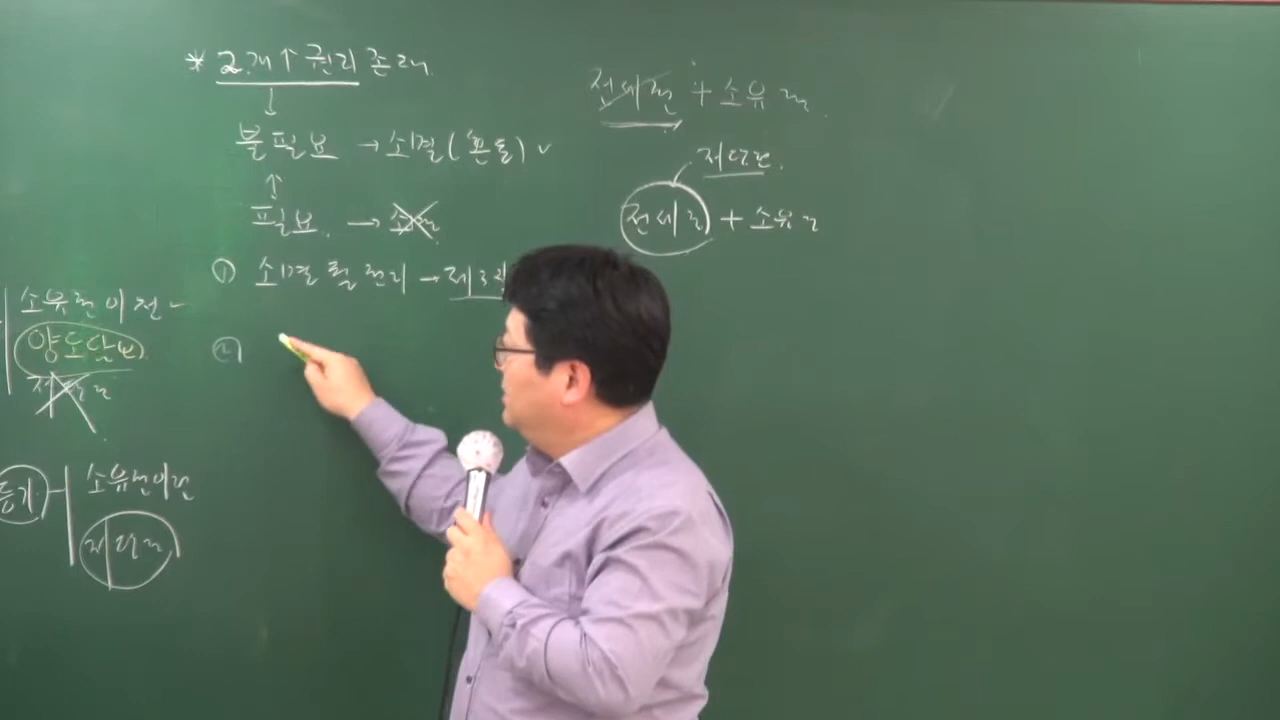 * 2개↑ 권리 존재.
↓
불필요 → 소멸(혼동) ✓
↑
필요. → 소멸
① 소멸 될 권리 → 제3자
②
전세권 + 소유권.
저당권.
전세권 + 소유권
소유권이전
양도담보)
저당권
등기
소유권이전
저당권